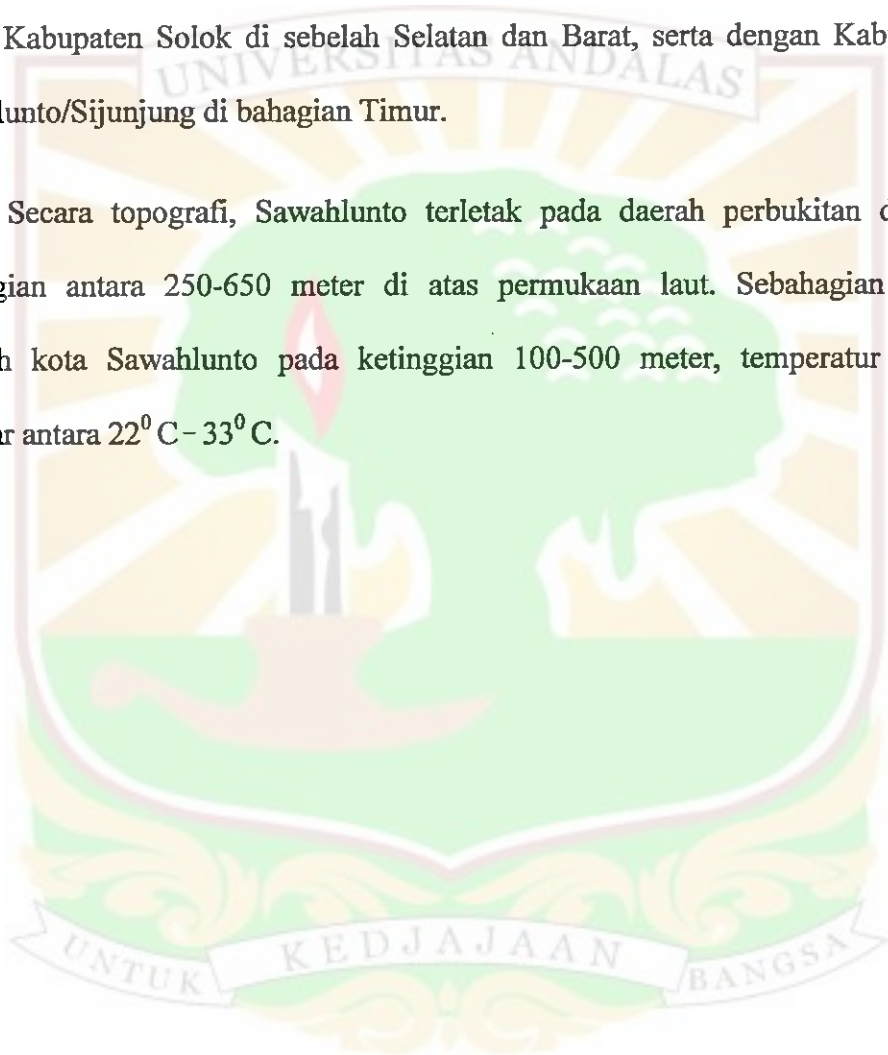 Kabupaten Solok di sebelah Selatan dan Barat, serta dengan Kab
UNIVERSITAS ANDALAS
lunto/Sijunjung di bahagian Timur.
Secara topografi, Sawahlunto terletak pada daerah perbukitan
gian antara 250-650 meter di atas permukaan laut. Sebahagian
h kota Sawahlunto pada ketinggian 100-500 meter, temperatur
ar antara 22⁰ C – 33⁰ C.
UNTUK KEDJAJAAN BANGSA